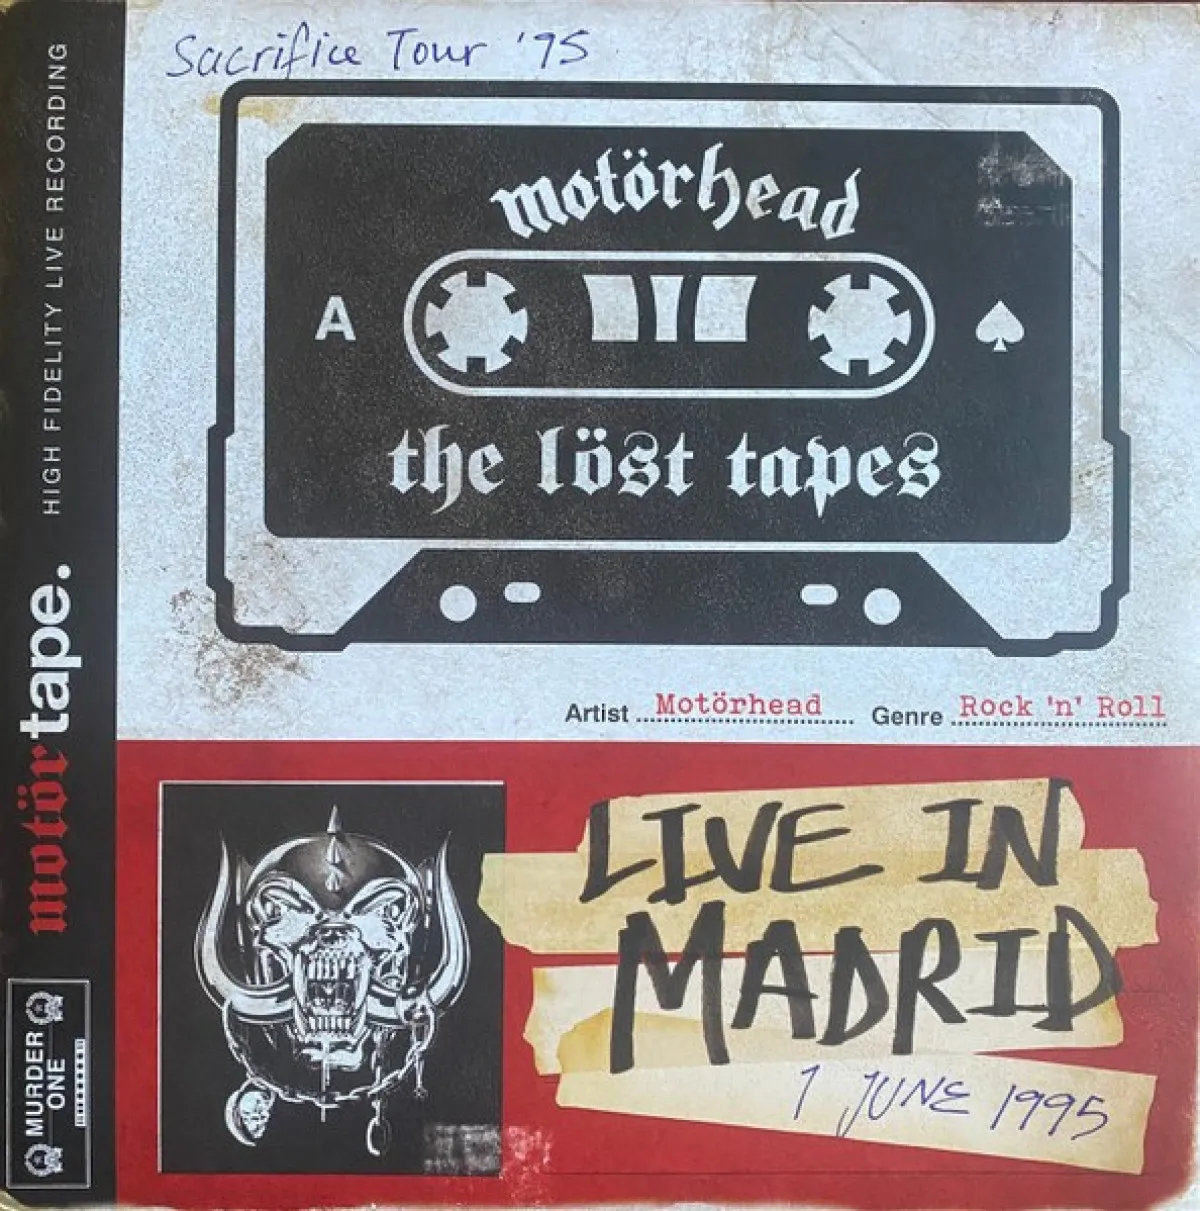 Sacrifice Tour '95
motörhead
A
the löst tapes
Artist Motörhead Genre Rock 'n' Roll
LIVE IN
MADRID
1 JUNE 1995
HIGH FIDELITY LIVE RECORDING
motörtape.
MURDER
ONE